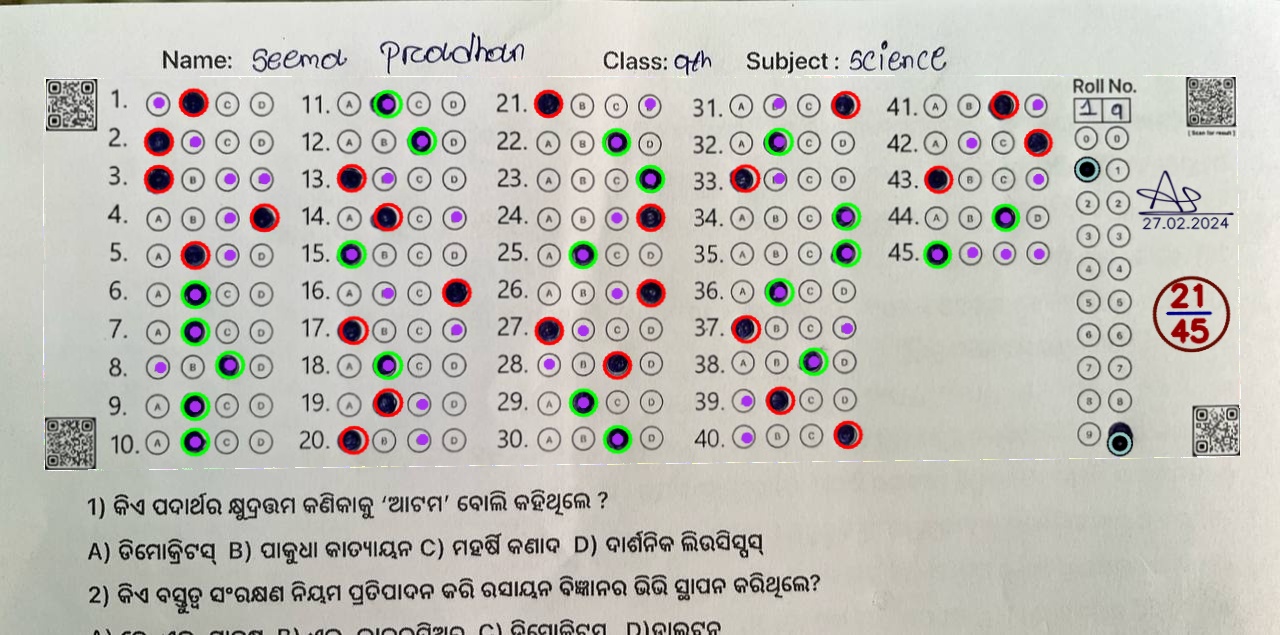 Name: Seema Pradhan Class: 9th Subject : Science
Roll No.
1 9
1. B C D 11. A C D 21. B C 31. A C 41. A B
2. C D 12. A B D 22. A B D 32. A C D 42. A C
3. B 13. C D 23. A B C 33. C D 43. B C
4. A B 14. A C 24. A B 34. A B C 44. A B D
5. A D 15. B C D 25. A C D 35. A B C 45.
6. A C D 16. A C 26. A B 36. A C D
7. A C D 17. B C 27. C D 37. B C
8. B D 18. A C D 28. B D 38. A B D
9. A C D 19. A D 29. A C D 39. C D
10. A C D 20. B D 30. A B D 40. B C
0 0
1
2 2
3 3
4 4
5 5
6 6
7 7
8 8
9
[ Scan for result ]
27.02.2024
21
45
1) କିଏ ପଦାର୍ଥର କ୍ଷୁଦ୍ରତ୍ତମ କଣିକାକୁ ‘ଆଟମ’ ବୋଲି କହିଥିଲେ ?
A) ଡିମୋକ୍ରିଟସ୍ B) ପାକୁଧା କାତ୍ୟାୟନ C) ମହର୍ଷି କଣାଦ D) ଦାର୍ଶନିକ ଲିଉସିସ୍ପସ୍
2) କିଏ ବସ୍ତୁତ୍ୱ ସଂରକ୍ଷଣ ନିୟମ ପ୍ରତିପାଦନ କରି ରସାୟନ ବିଜ୍ଞାନର ଭିଭି ସ୍ଥାପନ କରିଥିଲେ?